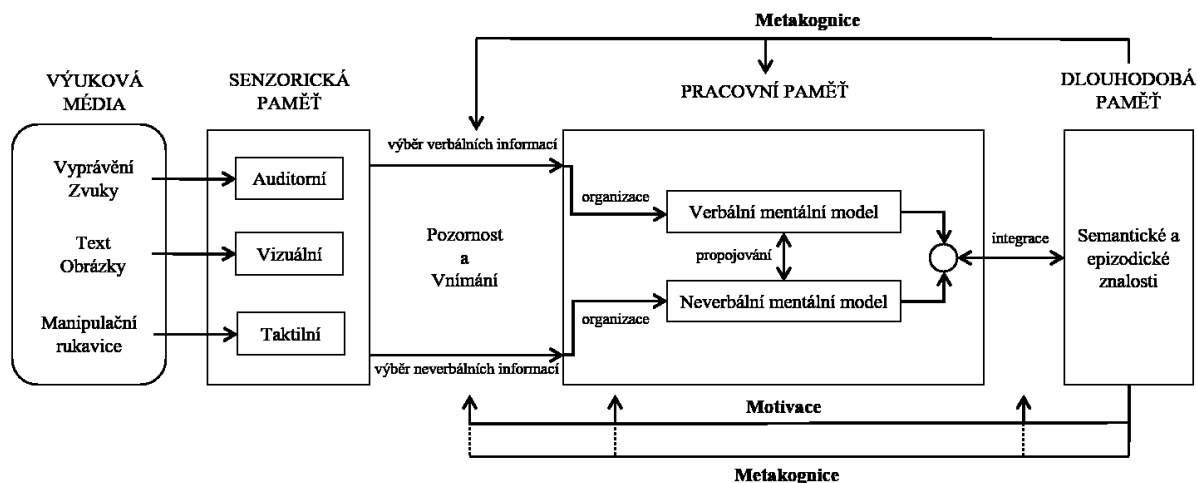 Metakognice
VÝUKOVÁ
MÉDIA
SENZORICKÁ
PAMĚŤ
PRACOVNÍ PAMĚŤ
DLOUHODOBÁ
PAMĚŤ
Vyprávění
Zvuky
Text
Obrázky
Manipulační
rukavice
Auditorní
Vizuální
Taktilní
výběr verbálních informací
Pozornost
a
Vnímání
výběr neverbálních informací
organizace
Verbální mentální model
propojování
organizace
Neverbální mentální model
integrace
Semantické a
epizodické
znalosti
Motivace
Metakognice